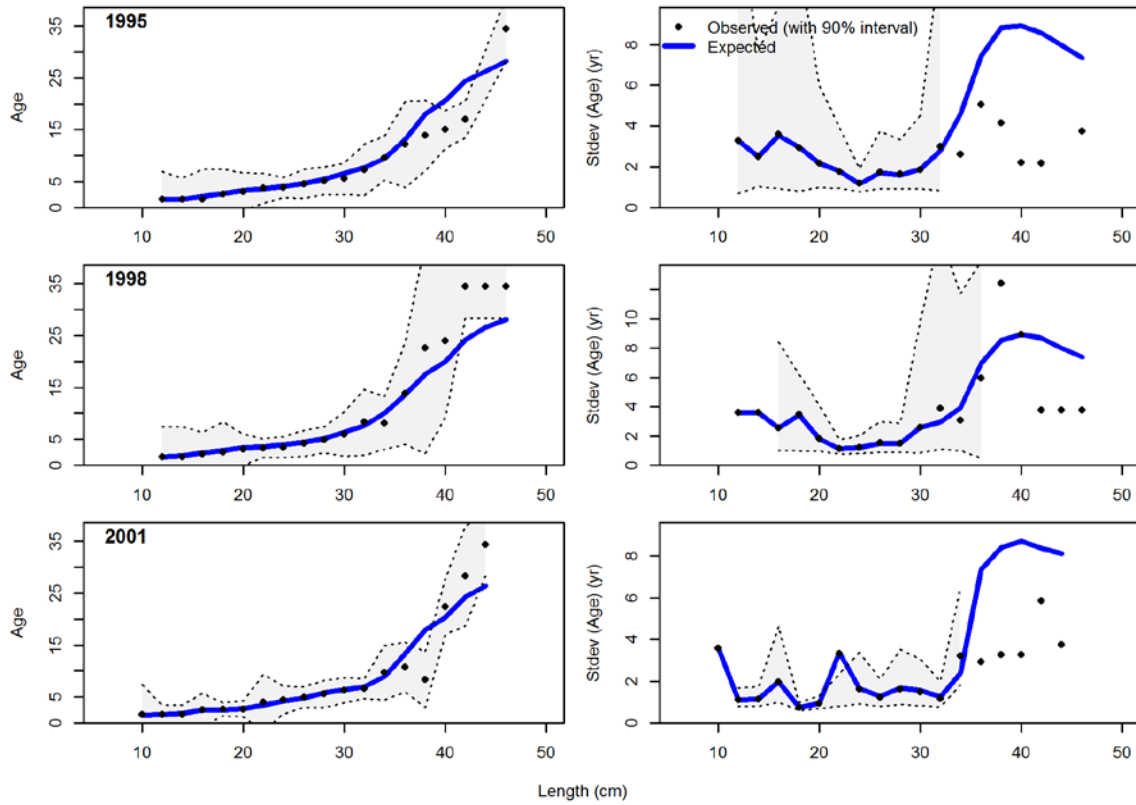 1995
Age
5 15 25 35
10 20 30 40 50
Observed (with 90% interval)
Expected
Stdev (Age) (yr)
0 2 4 6 8
10 20 30 40 50
1998
Age
0 5 15 25 35
10 20 30 40 50
Stdev (Age) (yr)
0 2 4 6 8 10
10 20 30 40 50
2001
Age
0 5 15 25 35
10 20 30 40 50
Stdev (Age) (yr)
0 2 4 6 8
10 20 30 40 50
Length (cm)